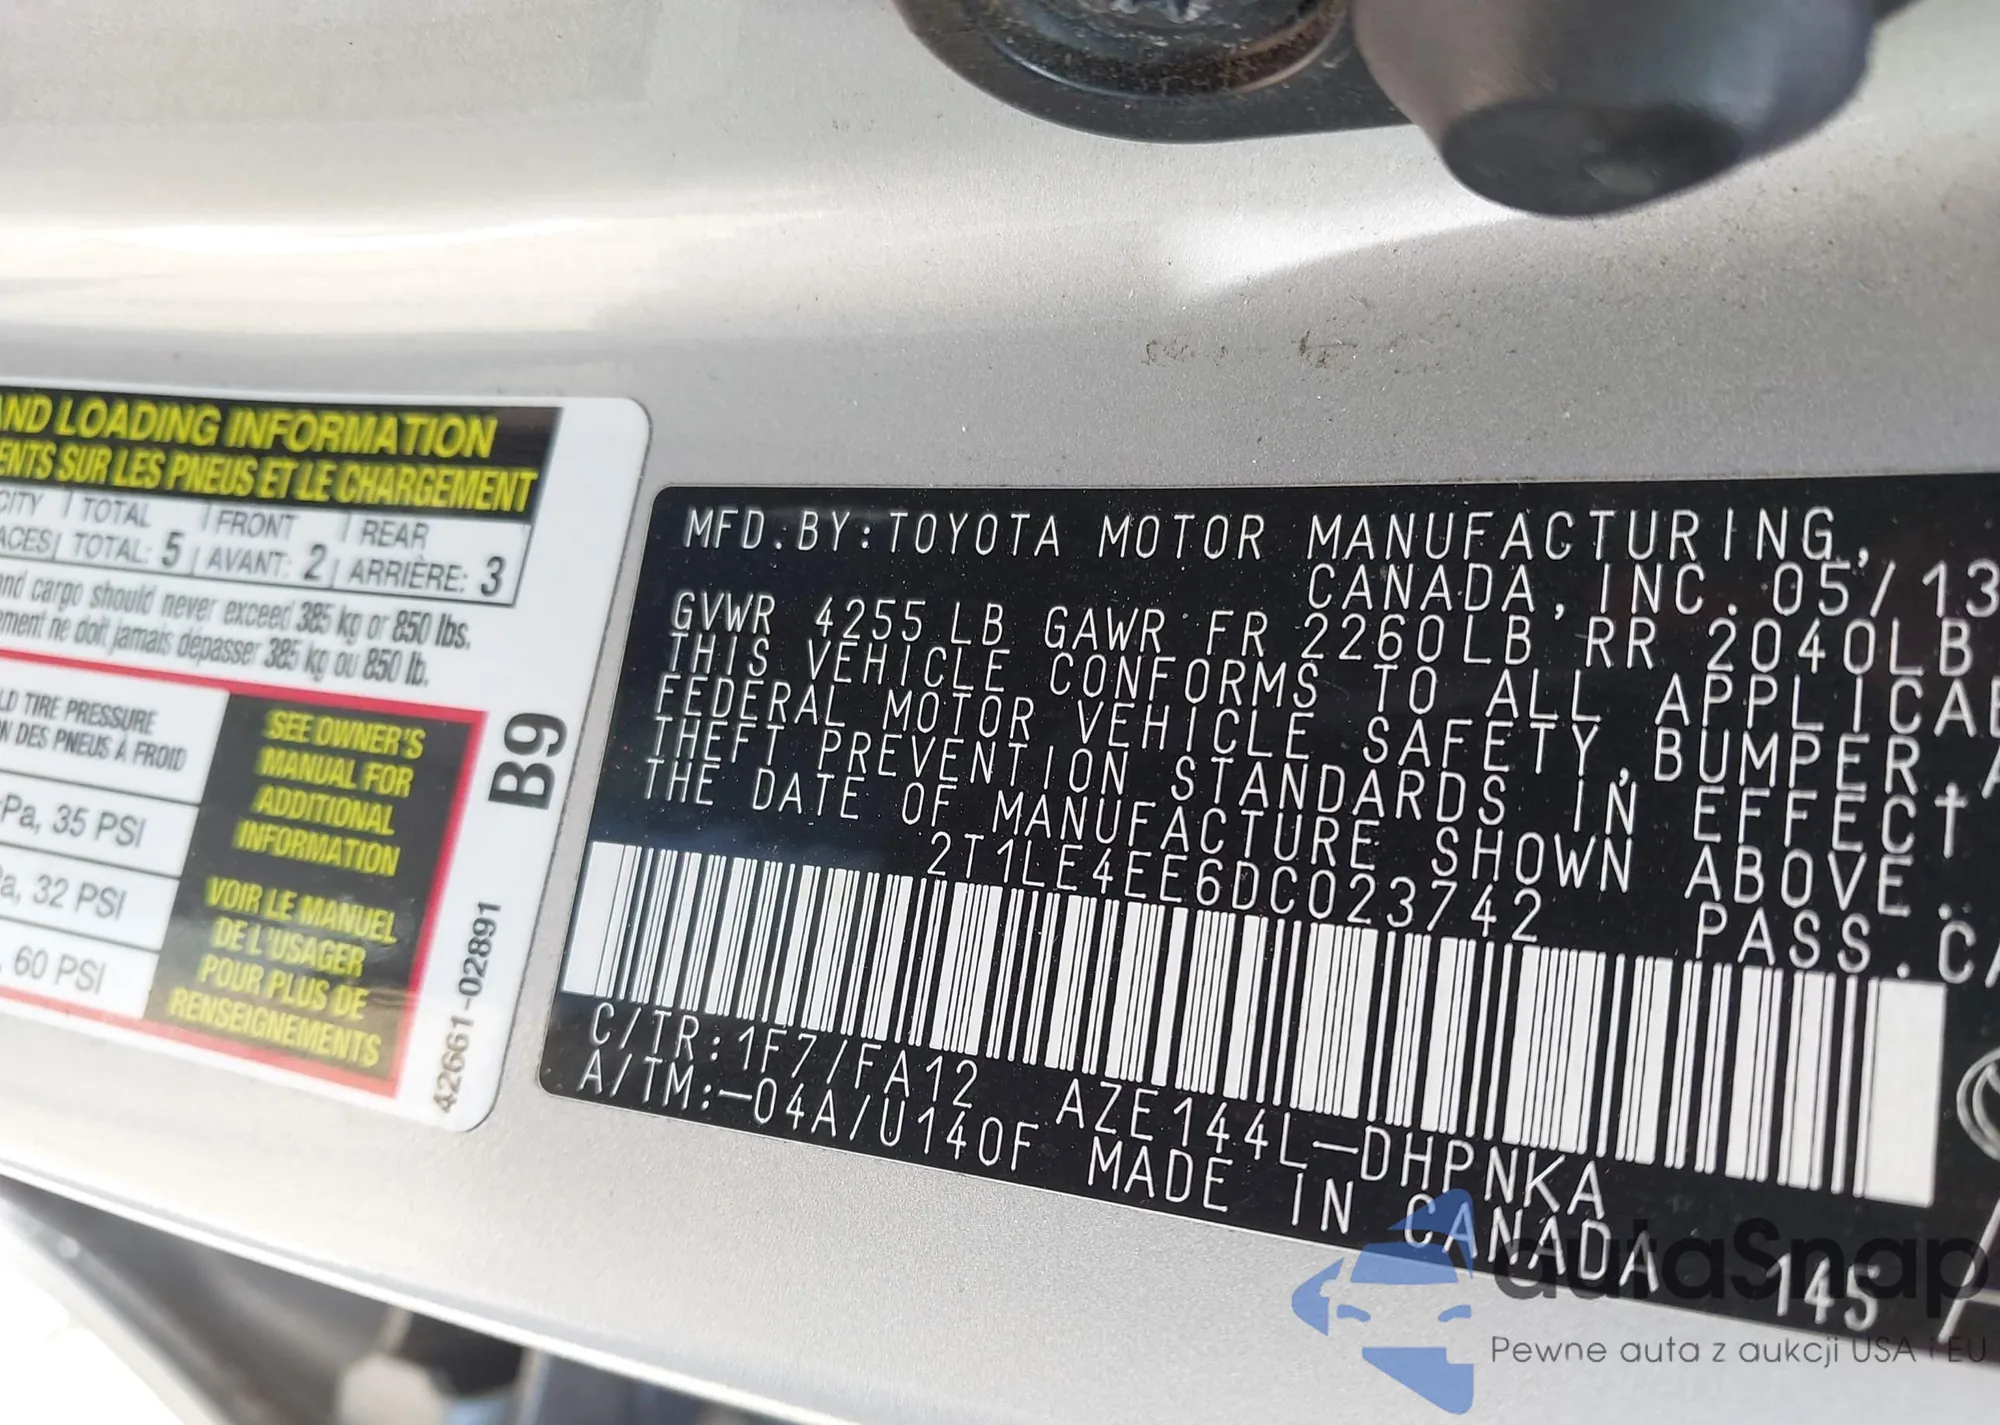 AND LOADING INFORMATION
ENTS SUR LES PNEUS ET LE CHARGEMENT
CITY TOTAL FRONT REAR
ACES TOTAL: 5 AVANT: 2 ARRIÈRE: 3
and cargo should never exceed 385 kg or 850 lbs.
ement ne doit jamais dépasser 385 kg ou 850 lb.
LD TIRE PRESSURE
N DES PNEUS À FROID
Pa, 35 PSI
a, 32 PSI
, 60 PSI
SEE OWNER'S
MANUAL FOR
ADDITIONAL
INFORMATION
VOIR LE MANUEL
DE L'USAGER
POUR PLUS DE
RENSEIGNEMENTS
B9
42661-02891
MFD.BY:TOYOTA MOTOR MANUFACTURING,
CANADA,INC.05/13
GVWR 4255LB GAWR FR 2260LB RR 2040LB
THIS VEHICLE CONFORMS TO ALL APPLICAB
FEDERAL MOTOR VEHICLE SAFETY,BUMPER,A
THEFT PREVENTION STANDARDS IN EFFECT
THE DATE OF MANUFACTURE SHOWN ABOVE.
2T1LE4EE6DC023742 PASS.CA
C/TR:1F7/FA12 AZE144L-DHPNKA
A/TM:-04A/U140F MADE IN CANADA 145
autaSnap
Pewne auta z aukcji USA i EU